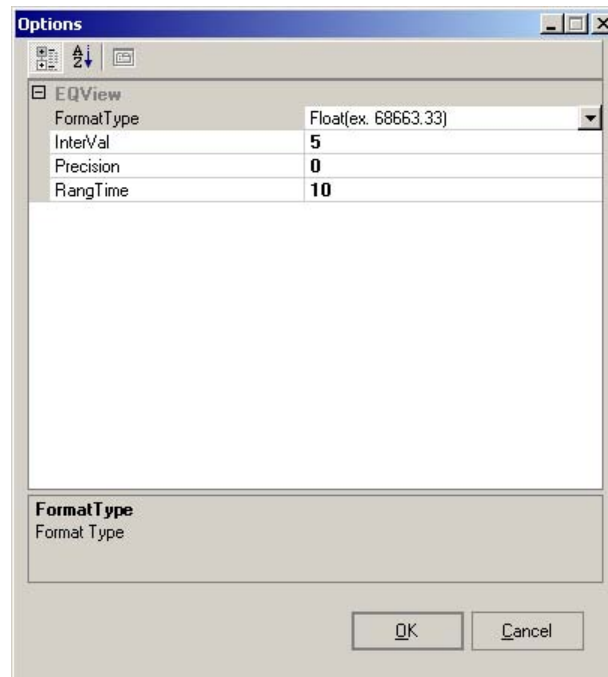 Options
EQView
FormatType Float(ex. 68663.33)
InterVal 5
Precision 0
RangTime 10
FormatType
Format Type
OK Cancel